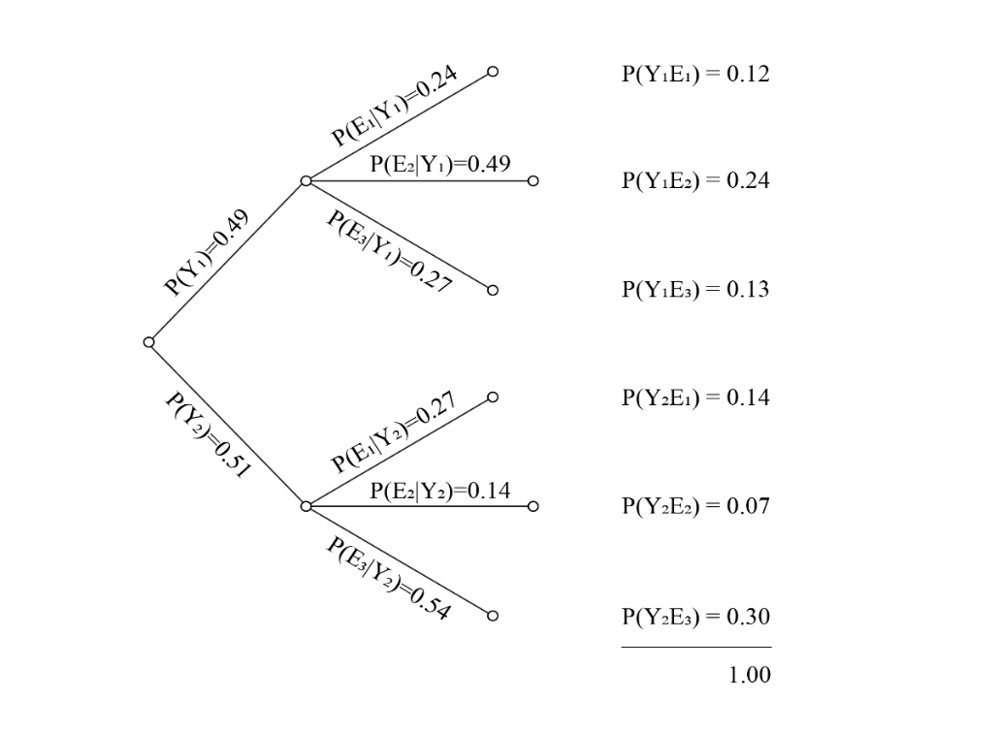 P(E₁|Y₁)=0.24
P(Y₁E₁) = 0.12
P(E₂|Y₁)=0.49
P(Y₁E₂) = 0.24
P(Y₁)=0.49
P(E₃|Y₁)=0.27
P(Y₁E₃) = 0.13
P(E₁|Y₂)=0.27
P(Y₂E₁) = 0.14
P(Y₂)=0.51
P(E₂|Y₂)=0.14
P(Y₂E₂) = 0.07
P(E₃|Y₂)=0.54
P(Y₂E₃) = 0.30
1.00